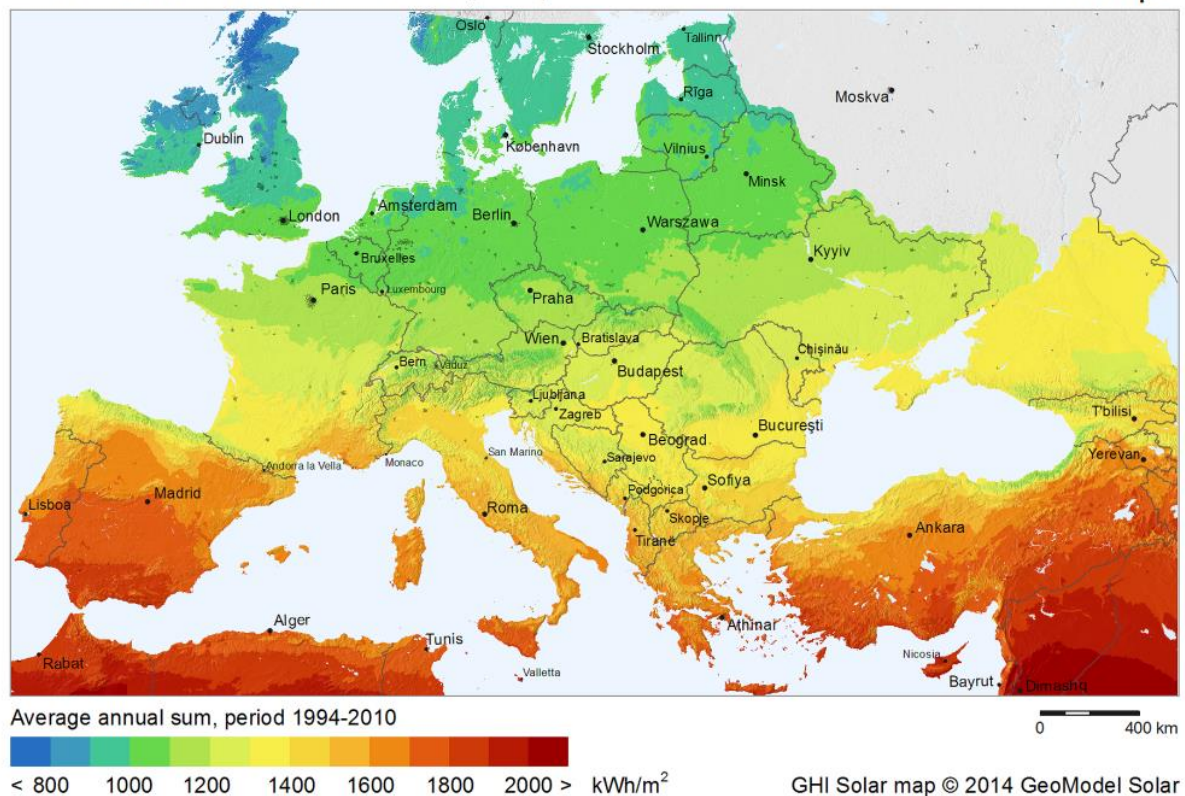 Oslo
Stockholm
Tallinn
Rīga
Moskva
Dublin
København
Vilnius
Minsk
London
Amsterdam
Berlin
Warszawa
Bruxelles
Kyyiv
Paris
Luxembourg
Praha
Wien
Bratislava
Chişinău
Bern
Vaduz
Budapest
Ljubljana
Zagreb
T'bilisi
Bucureşti
Beograd
San Marino
Sarajevo
Monaco
Yerevan
Andorra la Vella
Madrid
Sofiya
Podgorica
Lisboa
Roma
Skopje
Ankara
Tiranë
Alger
Athinar
Tunis
Nicosia
Rabat
Valletta
Bayrut
Dimashq
Average annual sum, period 1994-2010
0 400 km
< 800 1000 1200 1400 1600 1800 2000 > kWh/m²
GHI Solar map © 2014 GeoModel Solar